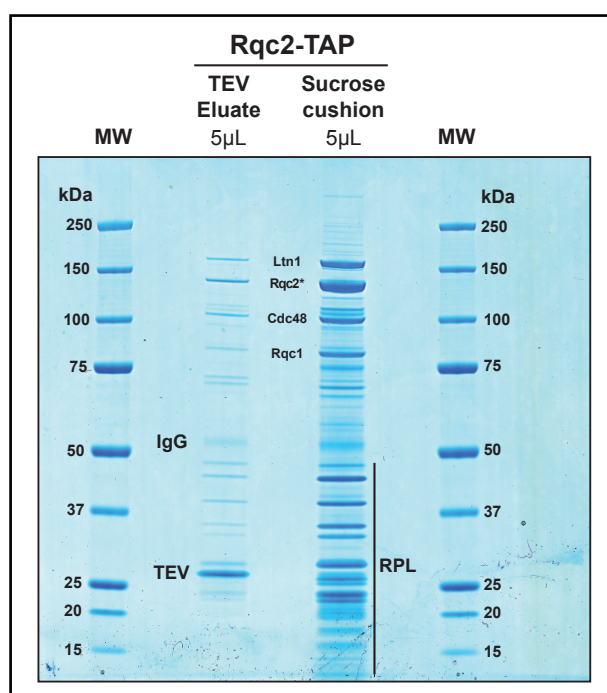 Rqc2-TAP
TEV Eluate
Sucrose cushion
MW
5µL
5µL
MW
kDa
kDa
250
150
100
75
50
37
25
20
15
Ltn1
Rqc2*
Cdc48
Rqc1
IgG
TEV
RPL
250
150
100
75
50
37
25
20
15